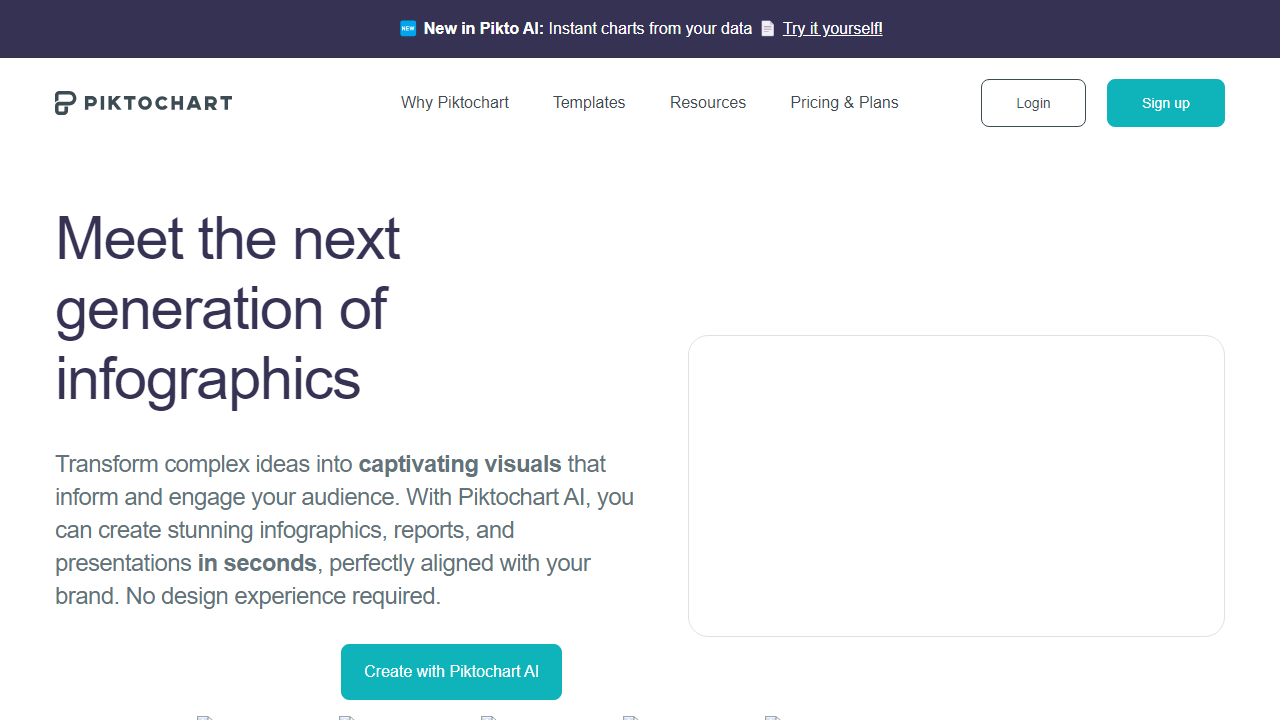 NEW New in Pikto AI: Instant charts from your data Try it yourself!
PIKTOCHART
Why Piktochart
Templates
Resources
Pricing & Plans
Login
Sign up
Meet the next
generation of
infographics
Transform complex ideas into captivating visuals that
inform and engage your audience. With Piktochart AI, you
can create stunning infographics, reports, and
presentations in seconds, perfectly aligned with your
brand. No design experience required.
Create with Piktochart AI